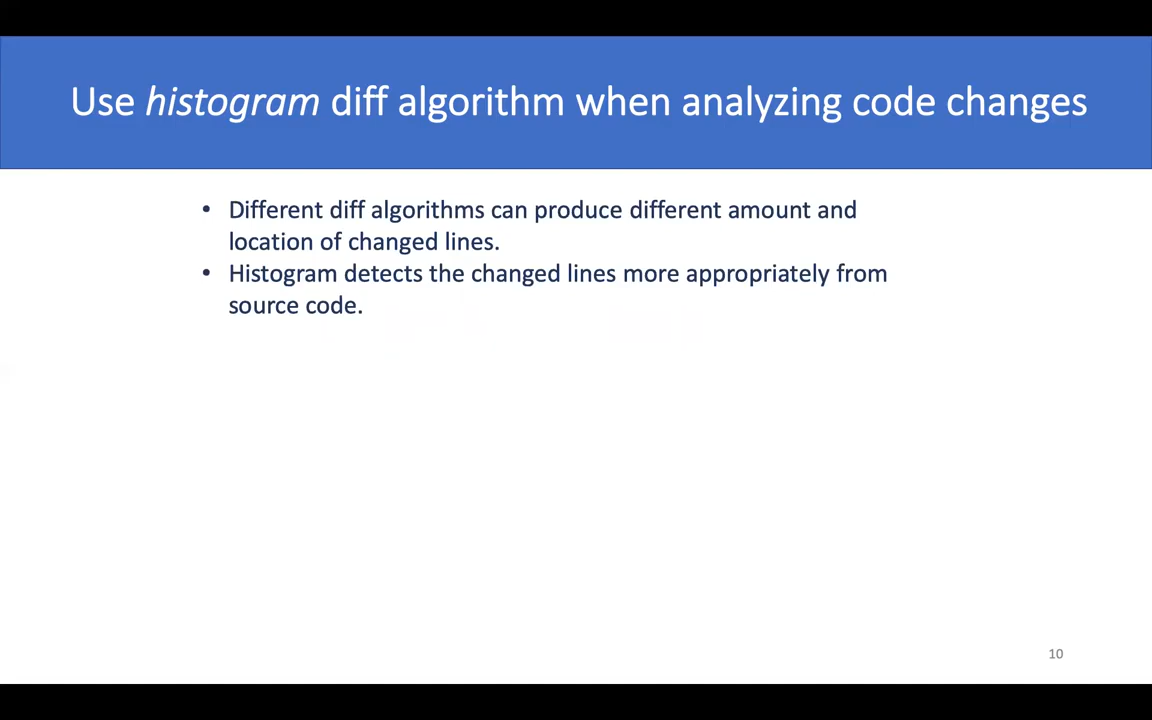 Use histogram diff algorithm when analyzing code changes
• Different diff algorithms can produce different amount and
location of changed lines.
• Histogram detects the changed lines more appropriately from
source code.
10